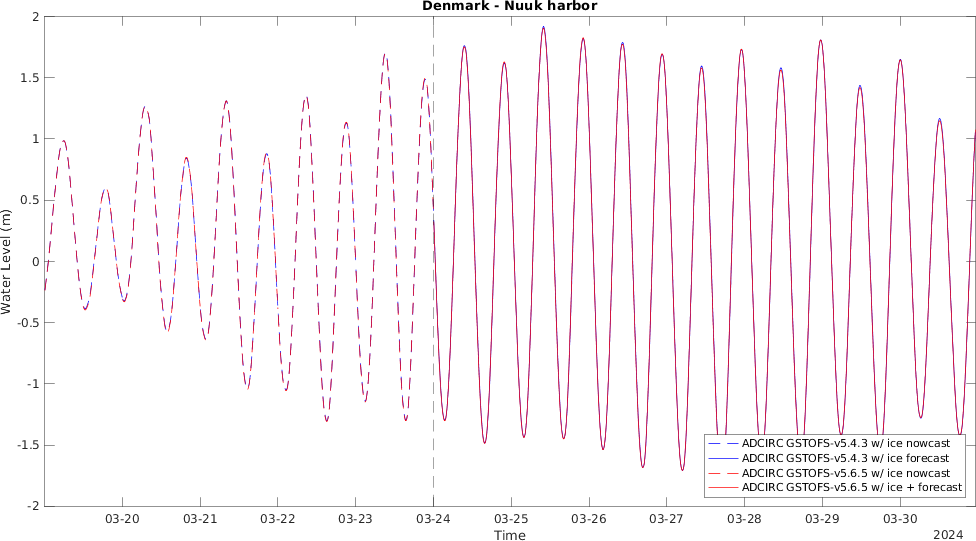 Denmark - Nuuk harbor
2
1.5
1
0.5
0
-0.5
-1
-1.5
-2
Water Level (m)
ADCIRC GSTOFS-v5.4.3 w/ ice nowcast
ADCIRC GSTOFS-v5.4.3 w/ ice forecast
ADCIRC GSTOFS-v5.6.5 w/ ice nowcast
ADCIRC GSTOFS-v5.6.5 w/ ice + forecast
03-20 03-21 03-22 03-23 03-24 03-25 03-26 03-27 03-28 03-29 03-30
Time
2024